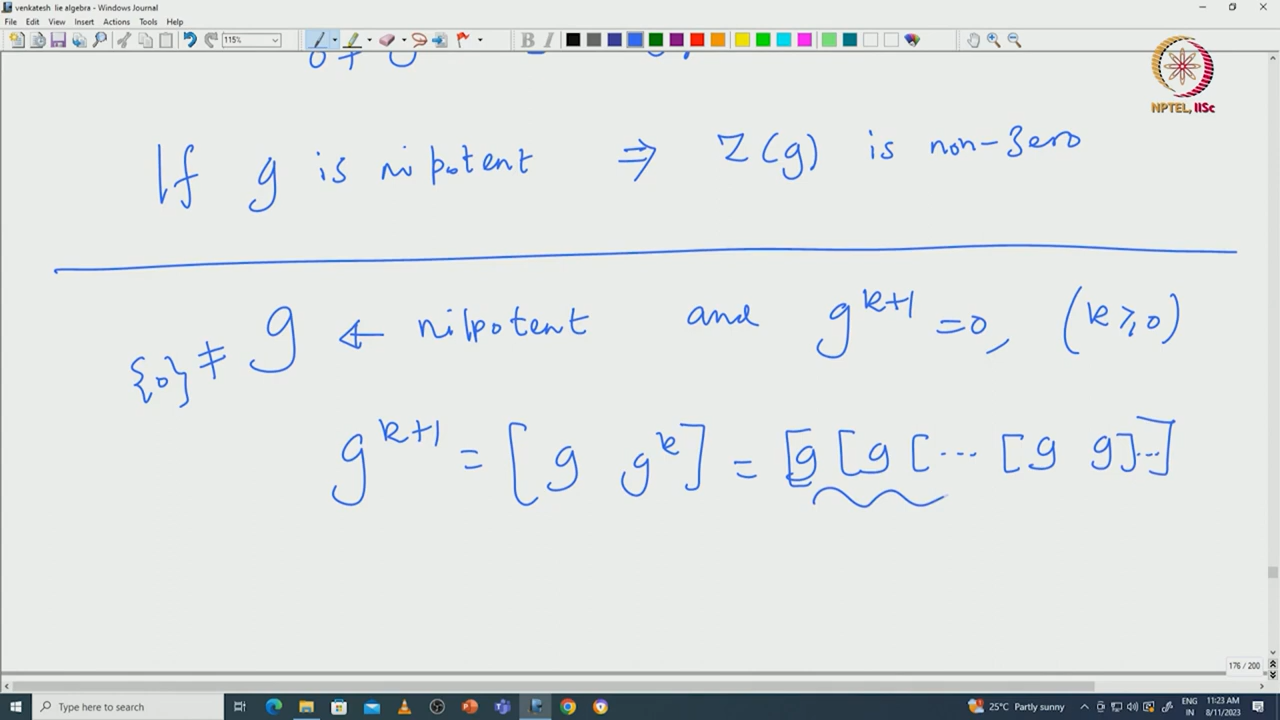 venkatesh lie algebra - Windows Journal
File Edit View Insert Actions Tools Help
115%
B I
NPTEL, IISc
If g is nilpotent ⇒ Z(g) is non-zero
{0} ≠ g ← nilpotent and g^{k+1} = 0, (k ≥ 0)
g^{k+1} = [g g^k] = [g [g [··· [g g]···]
176 / 200
Type here to search
25°C Partly sunny
ENG
IN
11:23 AM
8/11/2023